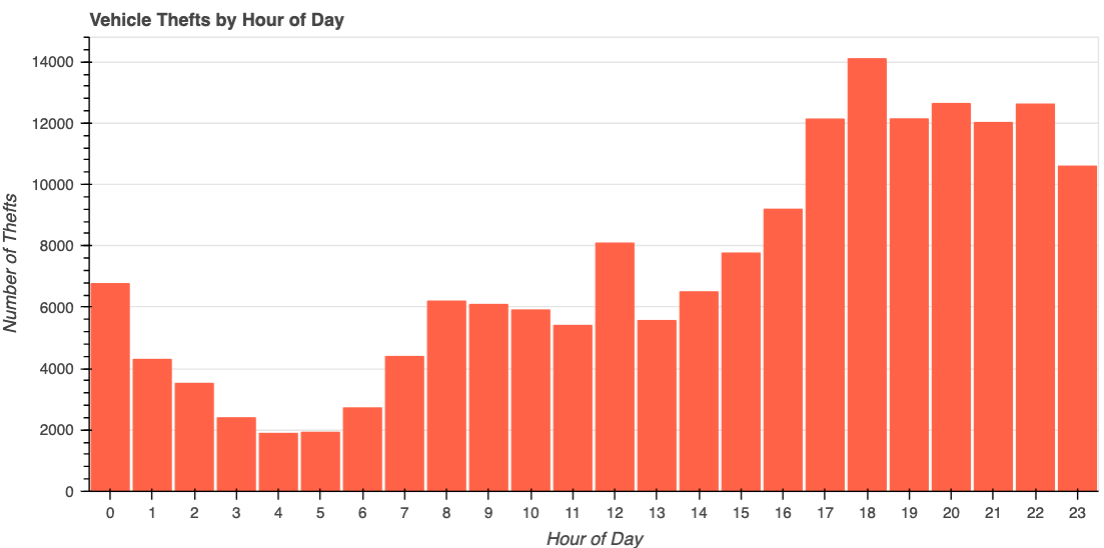 Vehicle Thefts by Hour of Day
14000
12000
10000
8000
6000
4000
2000
0
Number of Thefts
0 1 2 3 4 5 6 7 8 9 10 11 12 13 14 15 16 17 18 19 20 21 22 23
Hour of Day